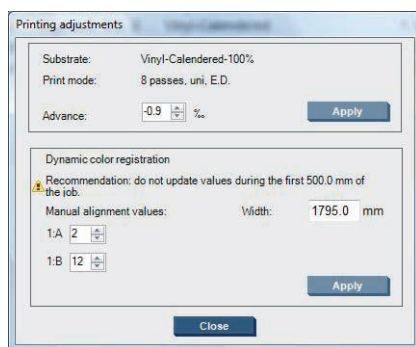 Printing adjustments
Substrate: Vinyl-Calendered-100%
Print mode: 8 passes, uni, E.D.
Advance: -0.9 ‰ Apply
Dynamic color registration
Recommendation: do not update values during the first 500.0 mm of
the job.
Manual alignment values: Width: 1795.0 mm
1:A 2
1:B 12
Apply
Close